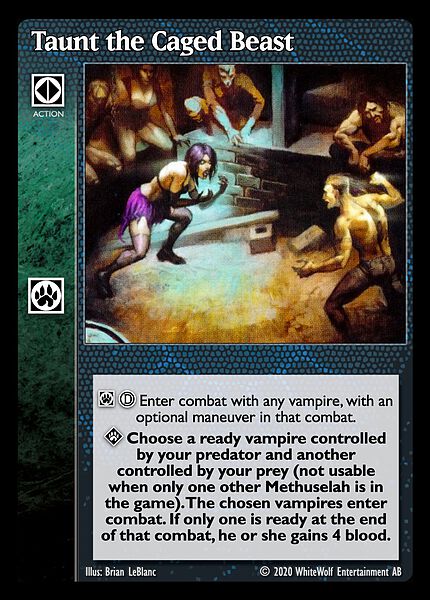 Taunt the Caged Beast
ACTION
D Enter combat with any vampire, with an
optional maneuver in that combat.
Choose a ready vampire controlled
by your predator and another
controlled by your prey (not usable
when only one other Methuselah is in
the game). The chosen vampires enter
combat. If only one is ready at the end
of that combat, he or she gains 4 blood.
Illus: Brian LeBlanc © 2020 WhiteWolf Entertainment AB